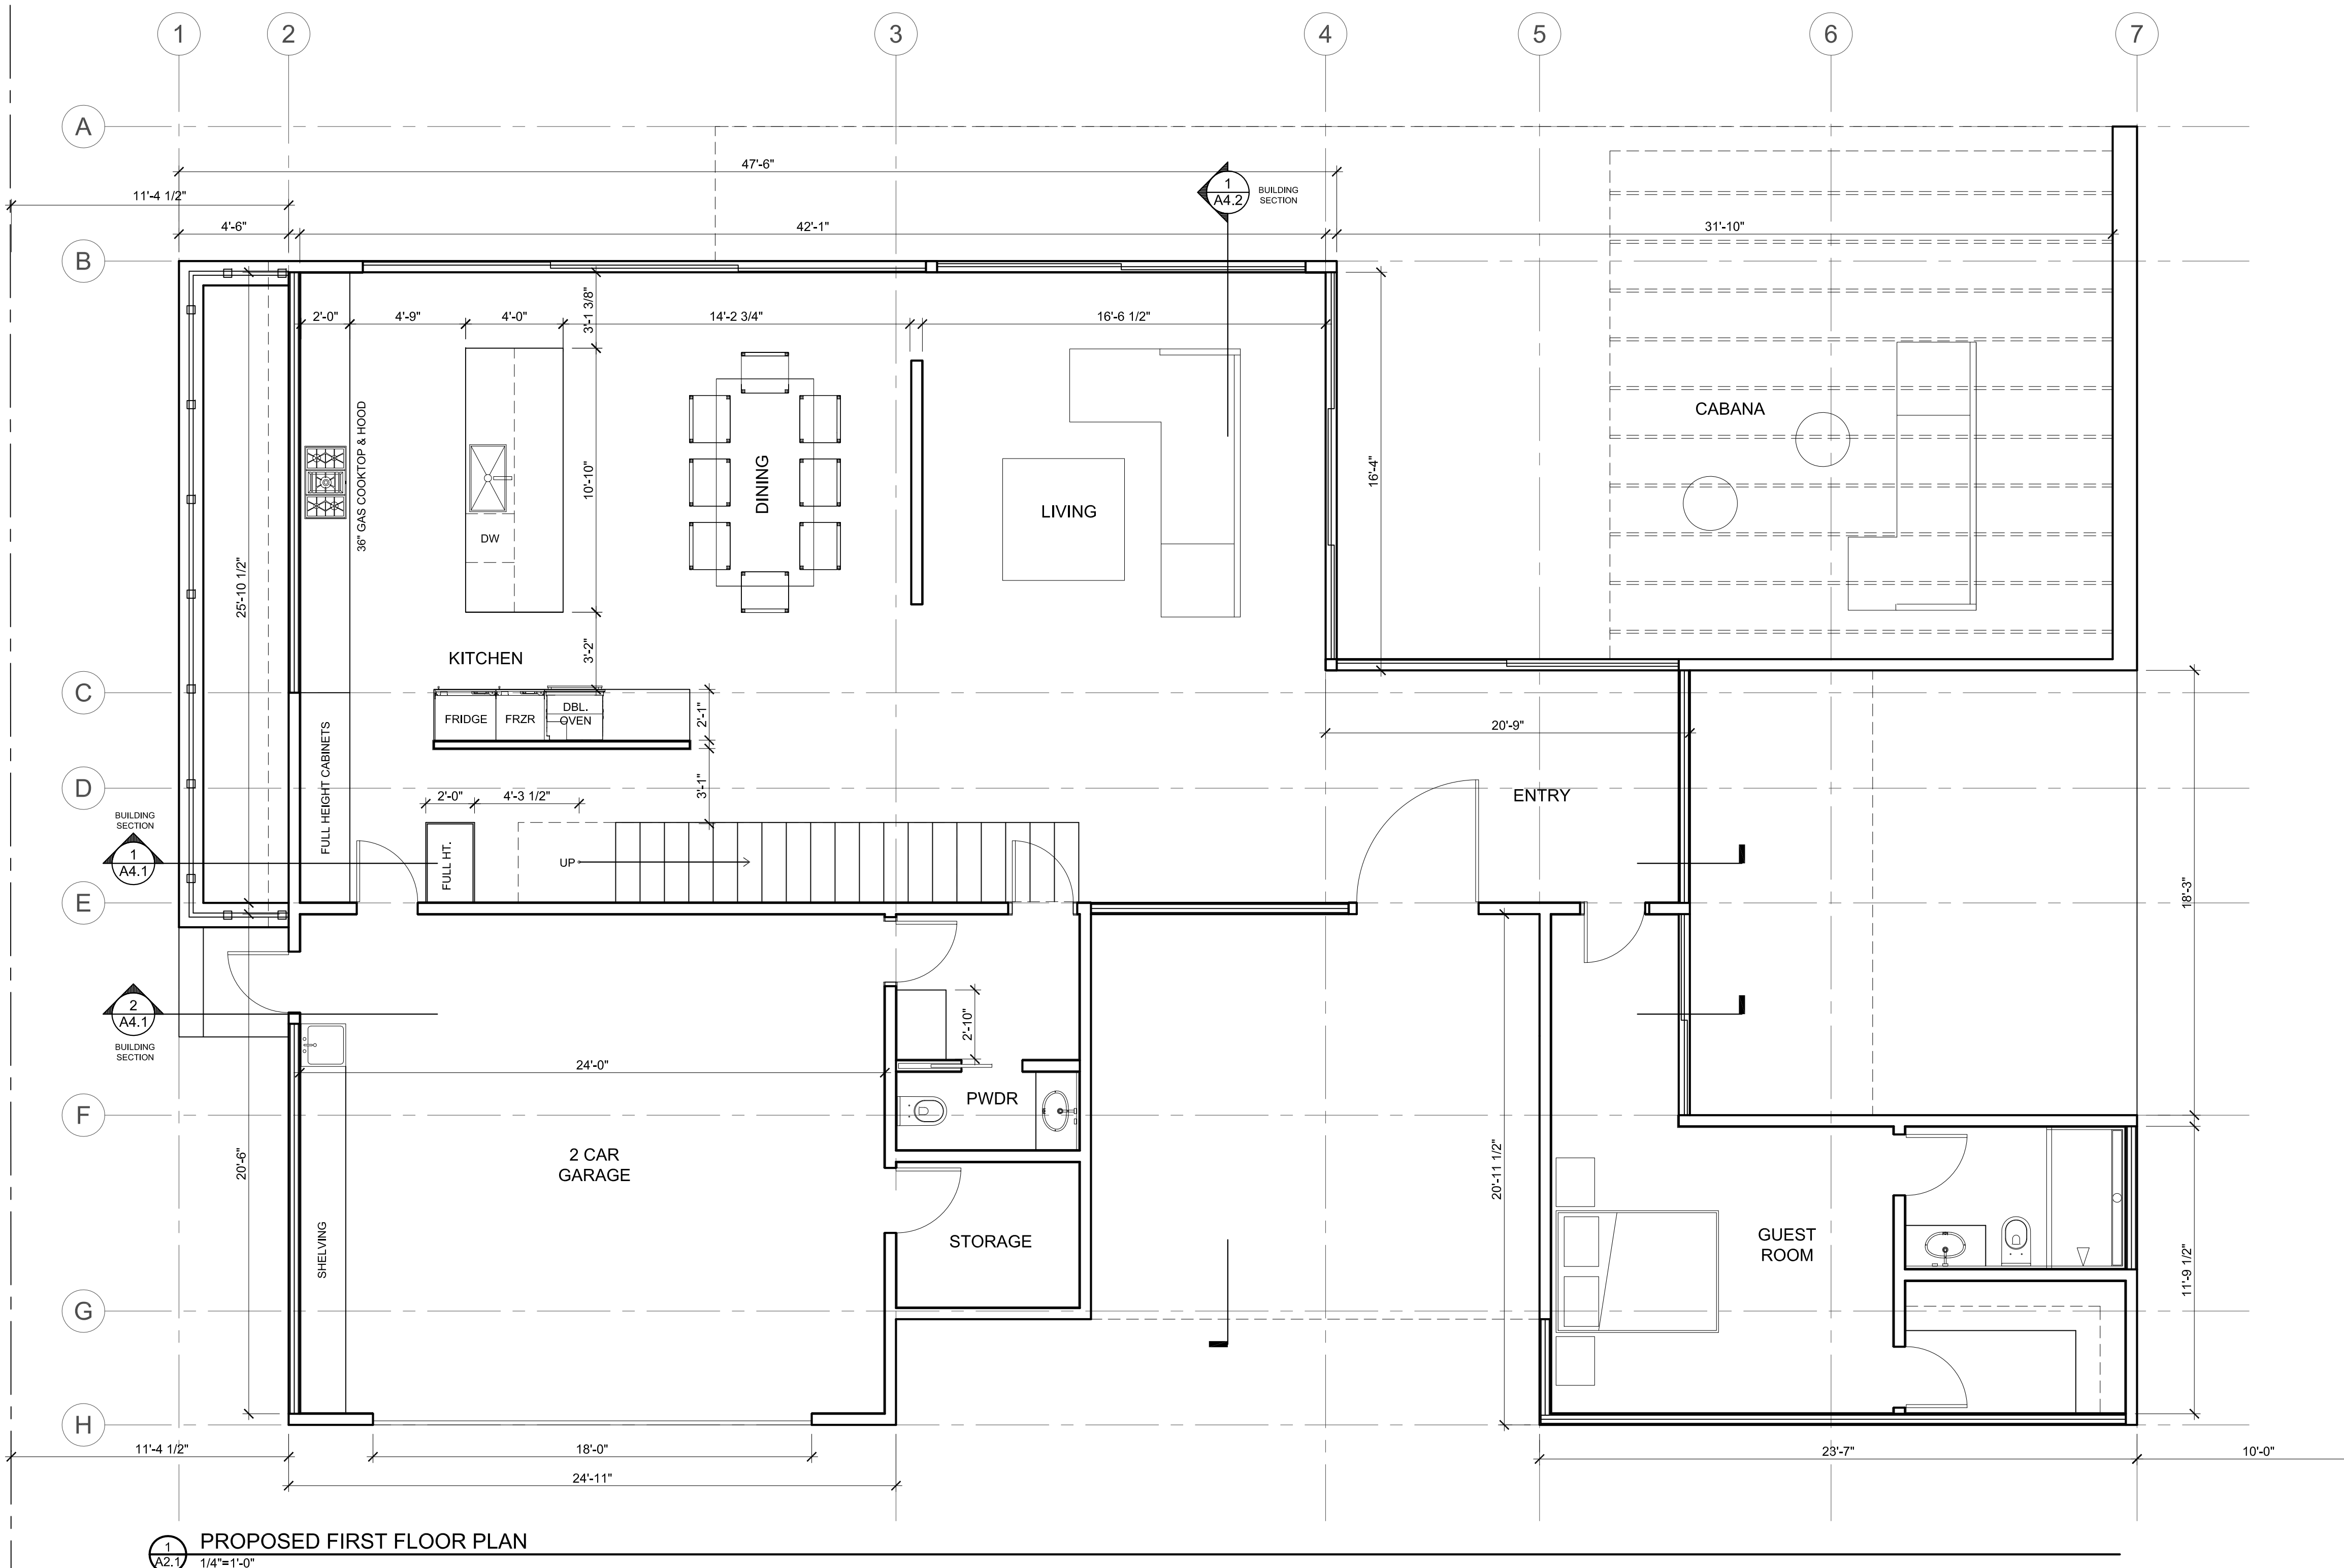 1
2
3
4
5
6
7
A
47'-6"
1
A4.2
BUILDING
SECTION
11'-4 1/2"
4'-6"
42'-1"
31'-10"
B
2'-0"
4'-9"
4'-0"
3'-1 3/8"
14'-2 3/4"
16'-6 1/2"
36" GAS COOKTOP & HOOD
CABANA
DINING
10'-10"
16'-4"
LIVING
DW
25'-10 1/2"
3'-2"
KITCHEN
C
FRIDGE
FRZR
DBL.
OVEN
2'-1"
20'-9"
FULL HEIGHT CABINETS
3'-1"
D
2'-0"
4'-3 1/2"
ENTRY
BUILDING
SECTION
1
A4.1
FULL HT.
UP
E
18'-3"
2
A4.1
BUILDING
SECTION
2'-10"
24'-0"
PWDR
F
20'-6"
2 CAR
GARAGE
20'-11 1/2"
SHELVING
STORAGE
GUEST
ROOM
11'-9 1/2"
G
H
11'-4 1/2"
18'-0"
23'-7"
10'-0"
24'-11"
1
A2.1
PROPOSED FIRST FLOOR PLAN
1/4"=1'-0"